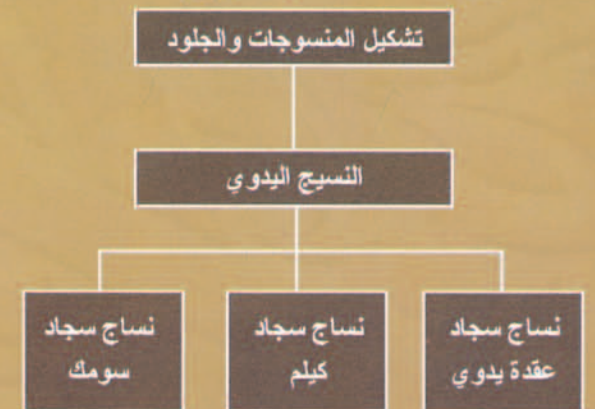 تشكيل المنسوجات والجلود
النسيج اليدوي
نساج سجاد
عقدة يدوي
نساج سجاد
كيلم
نساج سجاد
سومك